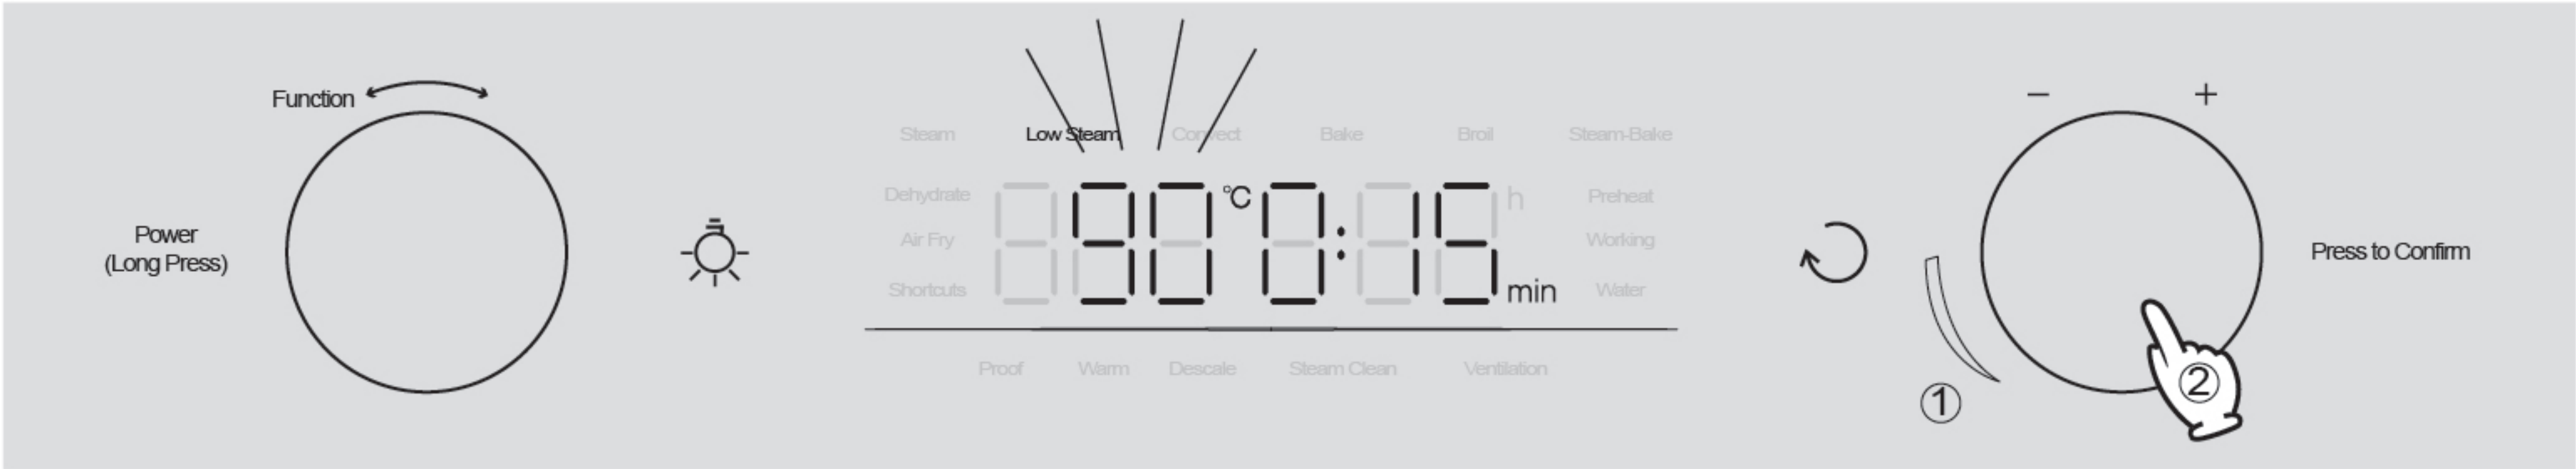 Function
Power
(Long Press)
Steam Low Steam Convect Bake Broil Steam-Bake
Dehydrate
Air Fry
Shortcuts
90 °C 0:15 h min
Preheat
Working
Water
Proof Warm Descale Steam Clean Ventilation
− +
Press to Confirm
①
②